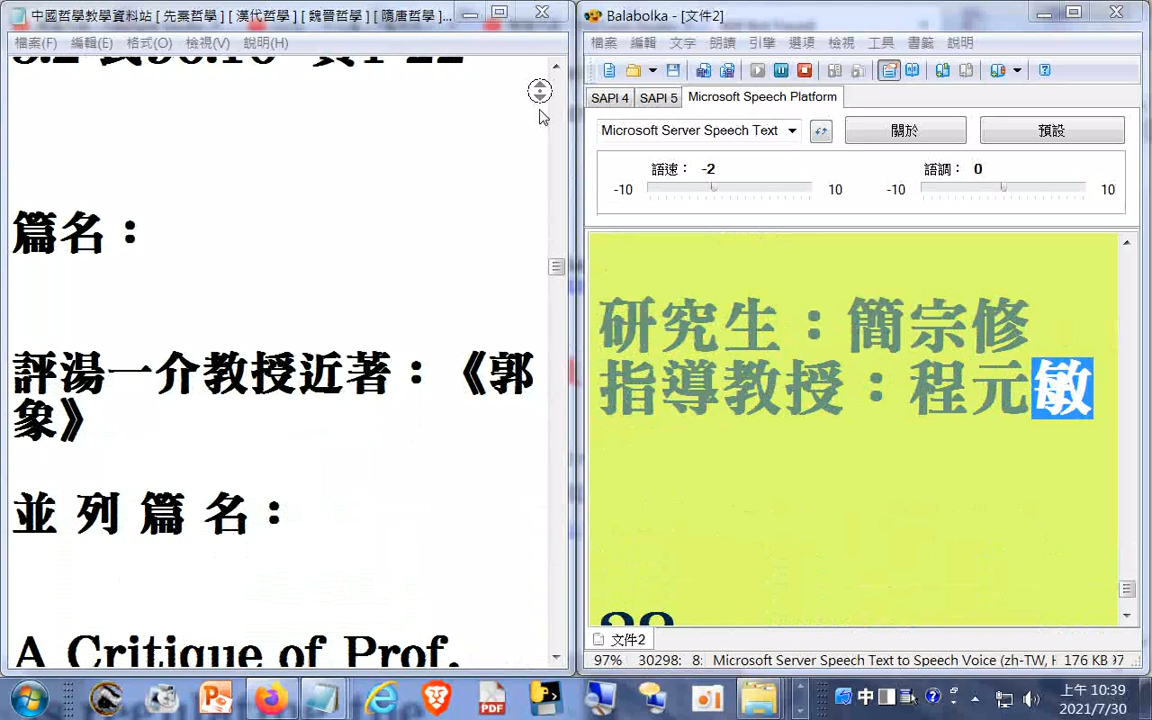 中國哲學教學資料站 [ 先秦哲學 ] [ 漢代哲學 ] [ 魏晉哲學 ] [ 隋唐哲學 ]...
檔案(F) 編輯(E) 格式(O) 檢視(V) 說明(H)
篇名：
評湯一介教授近著：《郭
象》
並 列 篇 名：
A Critique of Prof.
Balabolka - [文件2]
檔案 編輯 文字 朗讀 引擎 選項 檢視 工具 書籤 說明
SAPI 4 SAPI 5 Microsoft Speech Platform
Microsoft Server Speech Text 關於 預設
語速： -2 語調： 0
-10 10 -10 10
研究生：簡宗修
指導教授：程元敏
文件2
97% 30298: 8: Microsoft Server Speech Text to Speech Voice (zh-TW, H 176 KB 97
中
上午 10:39
2021/7/30